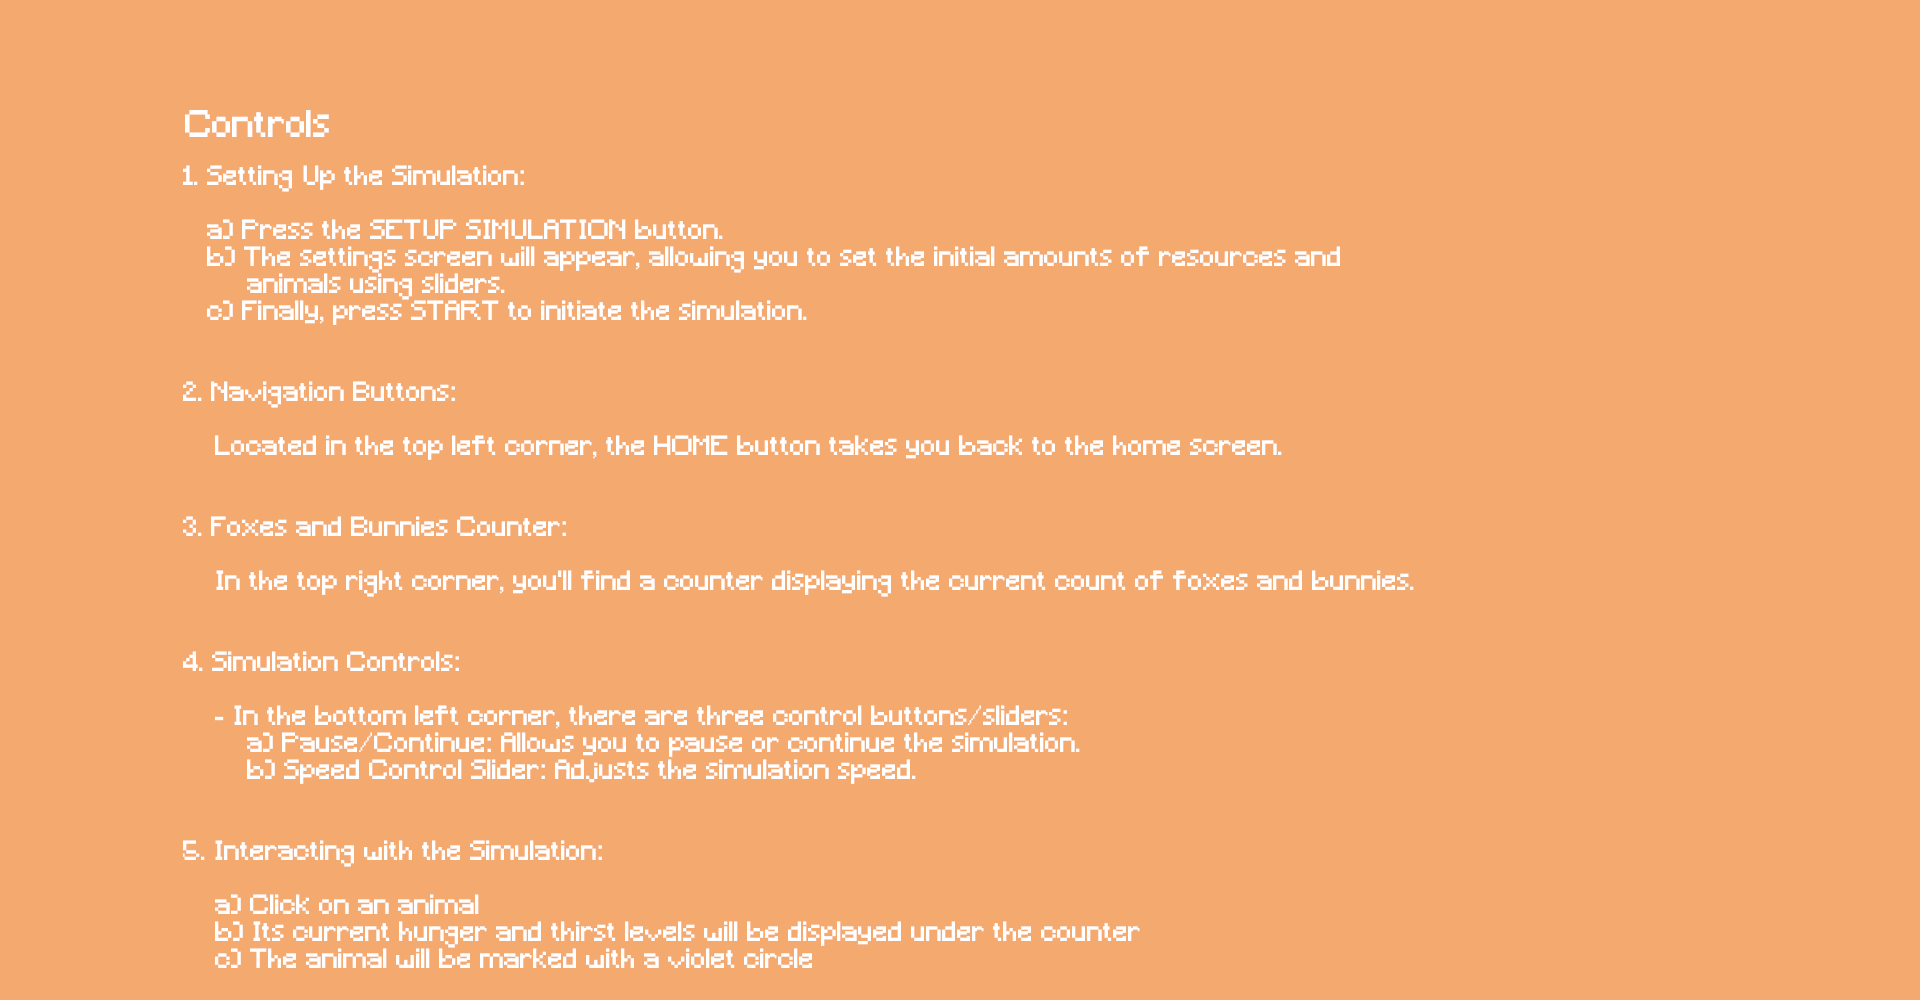 Controls
1. Setting Up the Simulation:
a) Press the SETUP SIMULATION button.
b) The settings screen will appear, allowing you to set the initial amounts of resources and
animals using sliders.
c) Finally, press START to initiate the simulation.
2. Navigation Buttons:
Located in the top left corner, the HOME button takes you back to the home screen.
3. Foxes and Bunnies Counter:
In the top right corner, you'll find a counter displaying the current count of foxes and bunnies.
4. Simulation Controls:
- In the bottom left corner, there are three control buttons/sliders:
a) Pause/Continue: Allows you to pause or continue the simulation.
b) Speed Control Slider: Adjusts the simulation speed.
5. Interacting with the Simulation:
a) Click on an animal
b) Its current hunger and thirst levels will be displayed under the counter
c) The animal will be marked with a violet circle